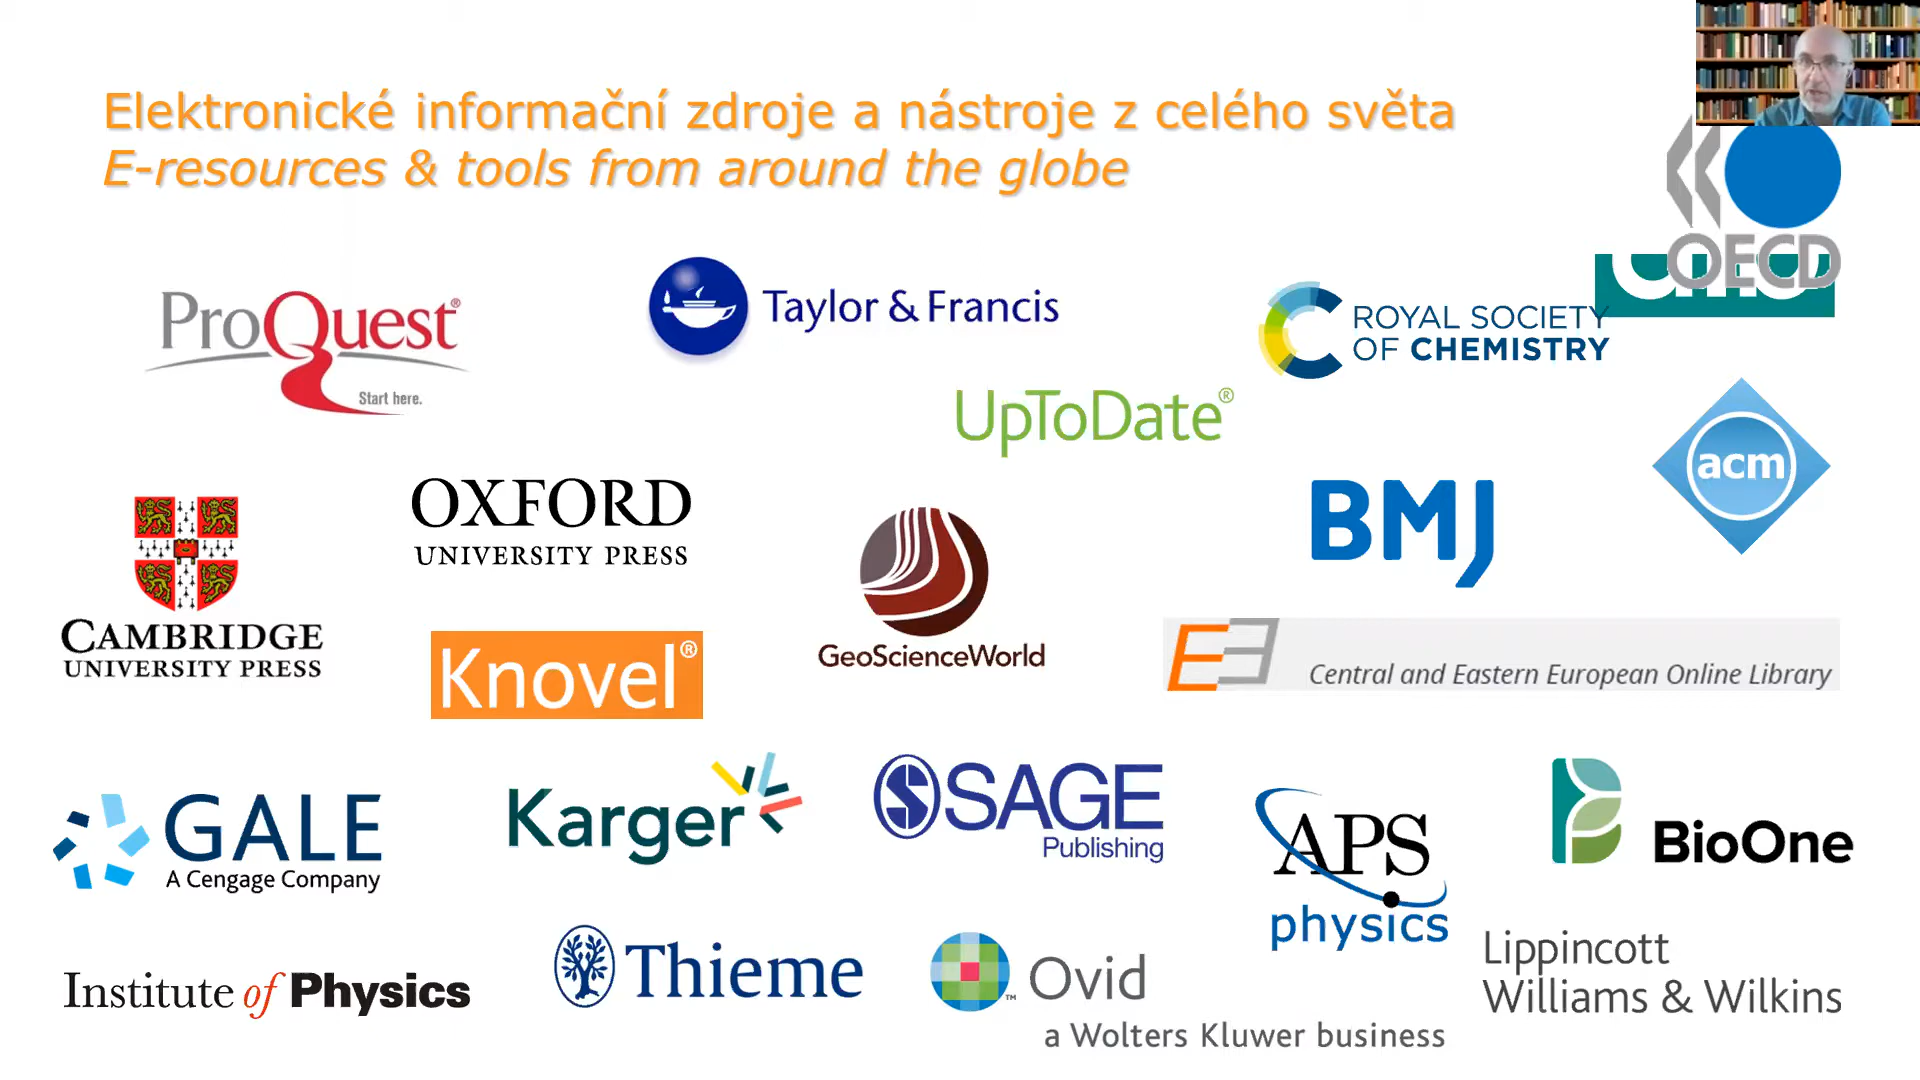 Elektronické informační zdroje a nástroje z celého světa
E-resources & tools from around the globe
OECD
ProQuest®
Start here.
Taylor & Francis
ROYAL SOCIETY
OF CHEMISTRY
UpToDate®
acm
OXFORD
UNIVERSITY PRESS
BMJ
CAMBRIDGE
UNIVERSITY PRESS
Knovel®
GeoScienceWorld
Central and Eastern European Online Library
GALE
A Cengage Company
Karger
SAGE
Publishing
APS
physics
BioOne
Institute of Physics
Thieme
Ovid™
a Wolters Kluwer business
Lippincott
Williams & Wilkins